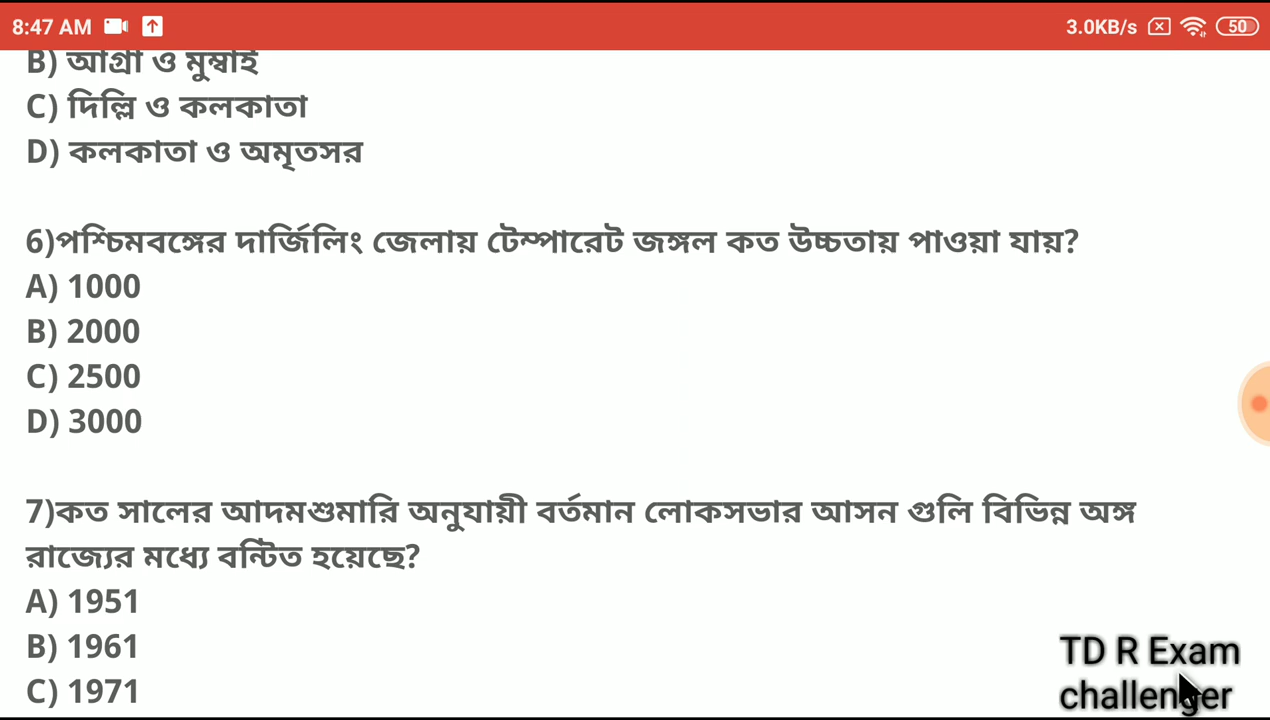 8:47 AM
3.0KB/s 50
B) আগ্রা ও মুম্বাই
C) দিল্লি ও কলকাতা
D) কলকাতা ও অমৃতসর
6)পশ্চিমবঙ্গের দার্জিলিং জেলায় টেম্পারেট জঙ্গল কত উচ্চতায় পাওয়া যায়?
A) 1000
B) 2000
C) 2500
D) 3000
7)কত সালের আদমশুমারি অনুযায়ী বর্তমান লোকসভার আসন গুলি বিভিন্ন অঙ্গ
রাজ্যের মধ্যে বন্টিত হয়েছে?
A) 1951
B) 1961
C) 1971
TD R Exam
challenger